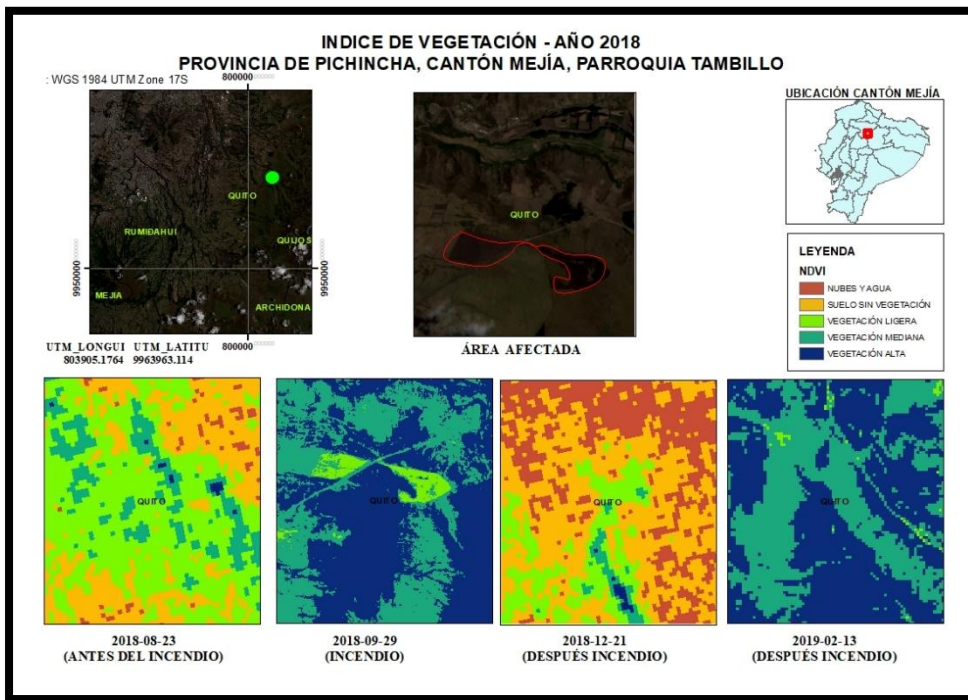 INDICE DE VEGETACIÓN - AÑO 2018
PROVINCIA DE PICHINCHA, CANTÓN MEJÍA, PARROQUIA TAMBILLO
: WGS 1984 UTM Zone 17S
800000
QUITO
RUMIÑAHUI
QUIJOS
MEJIA
ARCHIDONA
9950000
9950000
800000
UTM_LONGUI UTM_LATITU
803905.1764 9963963.114
QUITO
ÁREA AFECTADA
UBICACIÓN CANTÓN MEJÍA
LEYENDA
NDVI
NUBES Y AGUA
SUELO SIN VEGETACIÓN
VEGETACIÓN LIGERA
VEGETACIÓN MEDIANA
VEGETACIÓN ALTA
QUITO
QUITO
QUITO
QUITO
2018-08-23
(ANTES DEL INCENDIO)
2018-09-29
(INCENDIO)
2018-12-21
(DESPUÉS INCENDIO)
2019-02-13
(DESPUÉS INCENDIO)